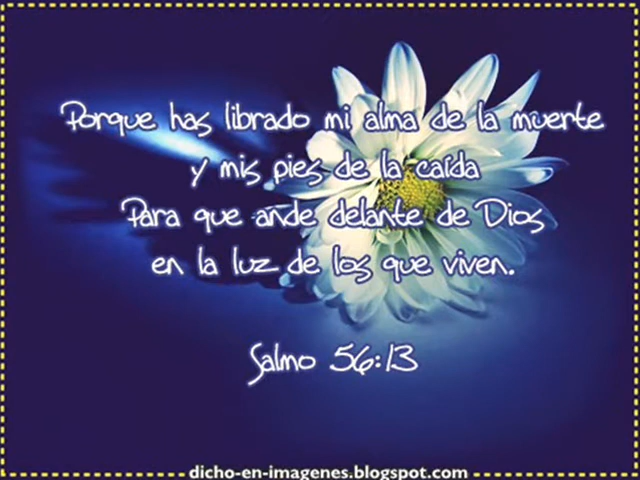 Porque has librado mi alma de la muerte
y mis pies de la caída
Para que ande delante de Dios
en la luz de los que viven.
Salmo 56:13
dicho-en-imagenes.blogspot.com